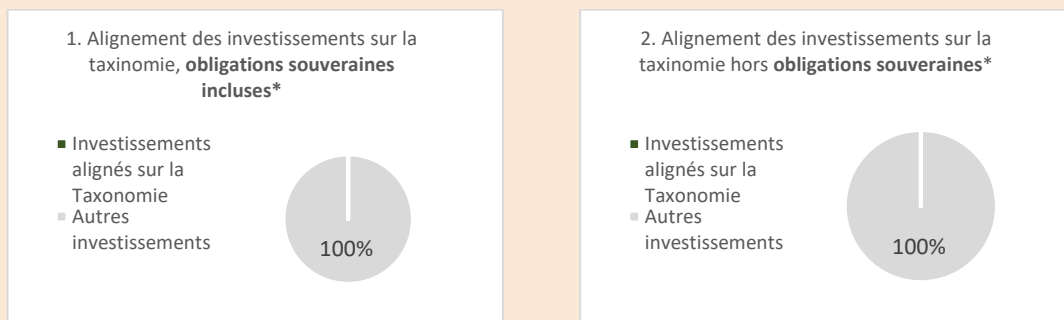 1. Alignement des investissements sur la
taxinomie, obligations souveraines
incluses*
Investissements
alignés sur la
Taxonomie
Autres
investissements
100%
2. Alignement des investissements sur la
taxinomie hors obligations souveraines*
Investissements
alignés sur la
Taxonomie
Autres
investissements
100%